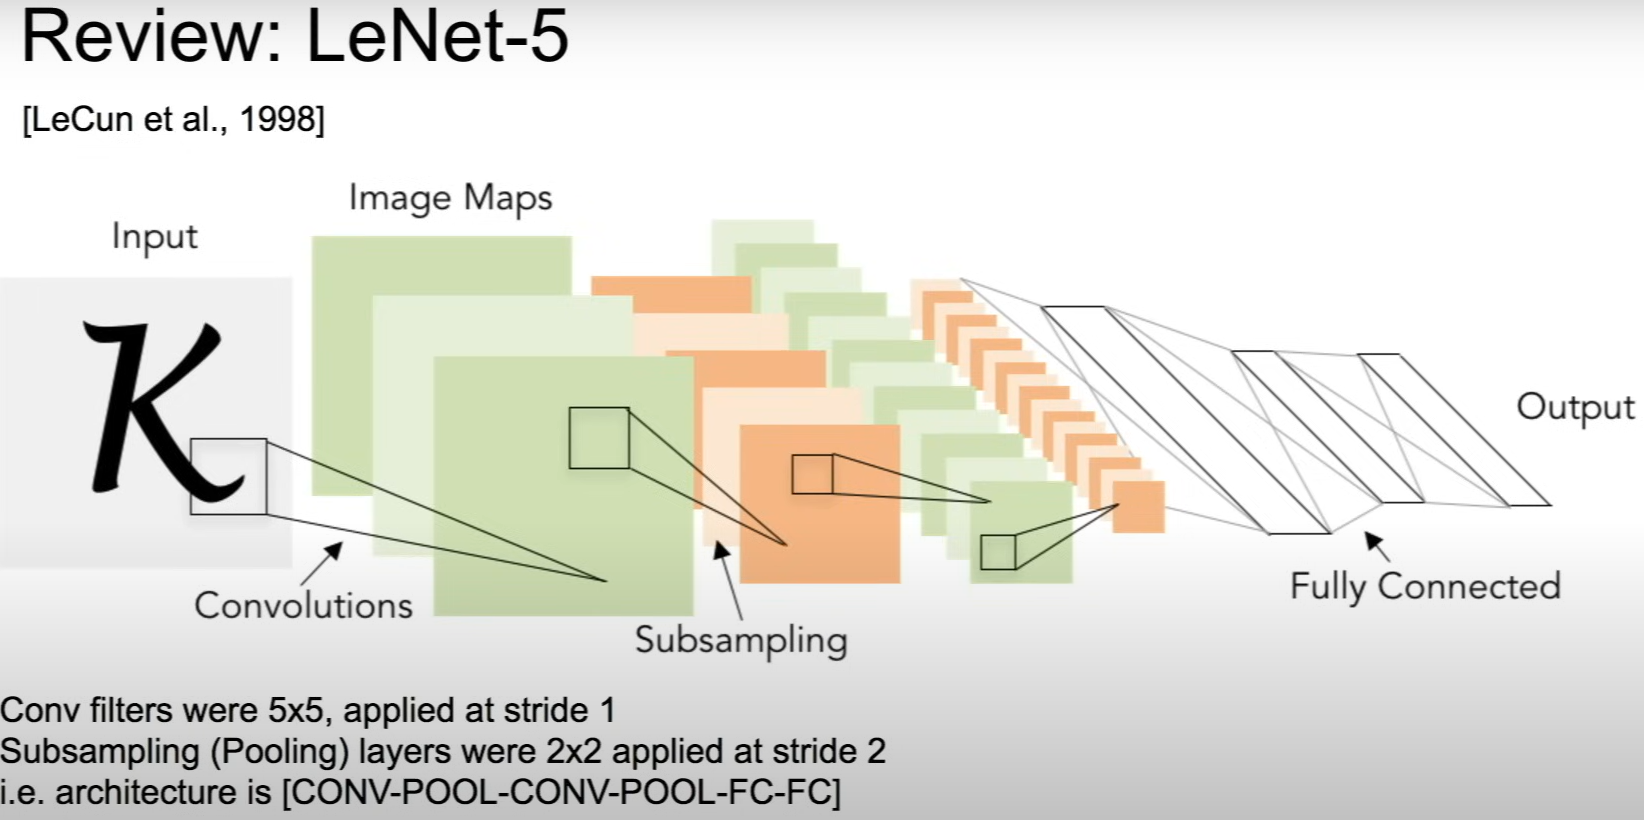 Review: LeNet-5
[LeCun et al., 1998]
Image Maps
Input
K
Output
Convolutions
Fully Connected
Subsampling
Conv filters were 5x5, applied at stride 1
Subsampling (Pooling) layers were 2x2 applied at stride 2
i.e. architecture is [CONV-POOL-CONV-POOL-FC-FC]